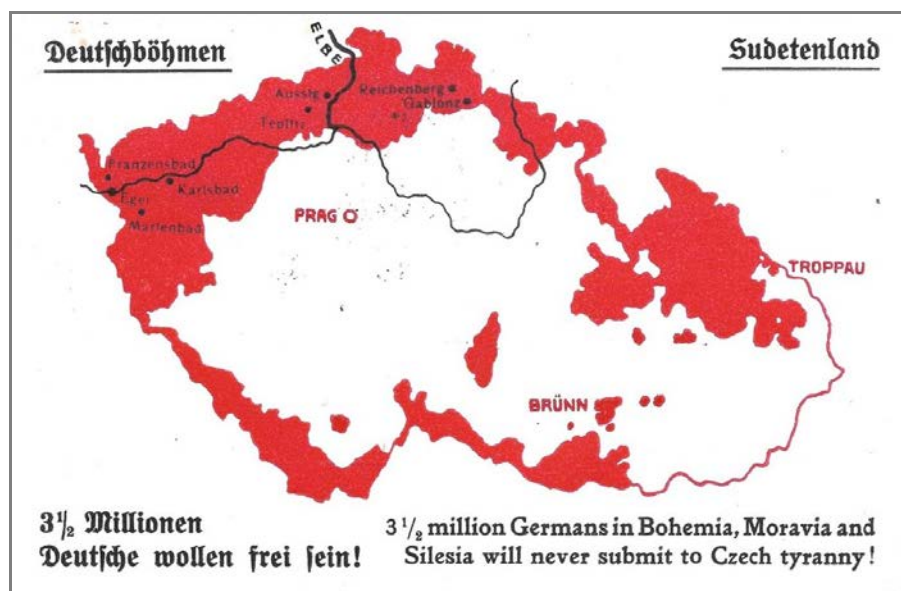 Deutſchböhmen
Sudetenland
ELBE
Aussig
Reichenberg
Gablonz
Teplitz
Franzensbad
Karlsbad
Eger
Marienbad
PRAG
TROPPAU
BRÜNN
3½ Millionen
Deutſche wollen frei ſein!
3½ million Germans in Bohemia, Moravia and
Silesia will never submit to Czech tyranny!